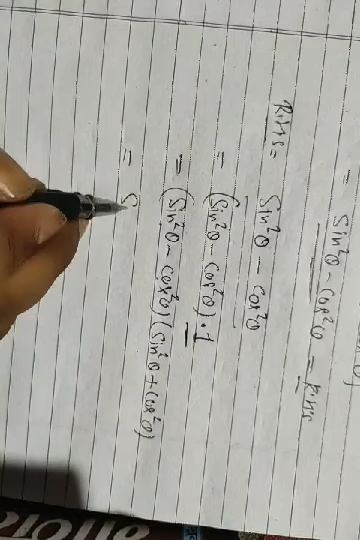 = sin²θ - cos²θ = RHS
RHS = sin²θ - cos²θ
= (sin²θ - cos²θ) · 1
= (sin²θ - cos²θ)(sin²θ + cos²θ)
= S